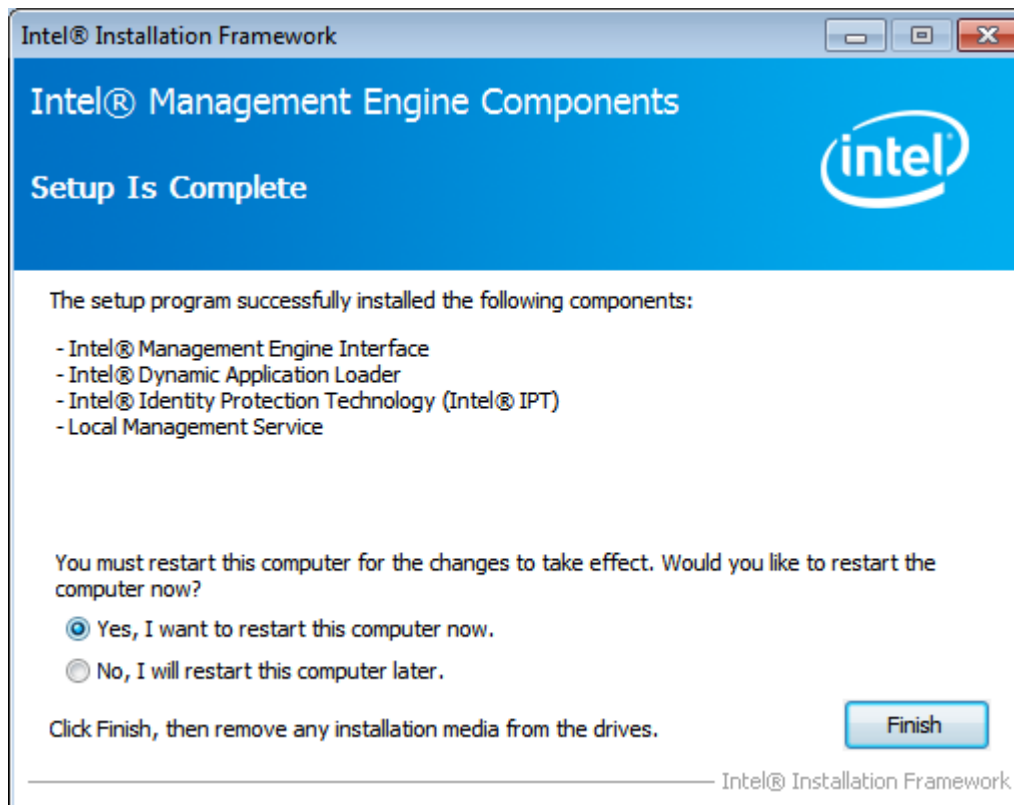 Intel® Installation Framework
Intel® Management Engine Components
intel®
Setup Is Complete
The setup program successfully installed the following components:
- Intel® Management Engine Interface
- Intel® Dynamic Application Loader
- Intel® Identity Protection Technology (Intel® IPT)
- Local Management Service
You must restart this computer for the changes to take effect. Would you like to restart the
computer now?
Yes, I want to restart this computer now.
No, I will restart this computer later.
Click Finish, then remove any installation media from the drives.
Finish
Intel® Installation Framework